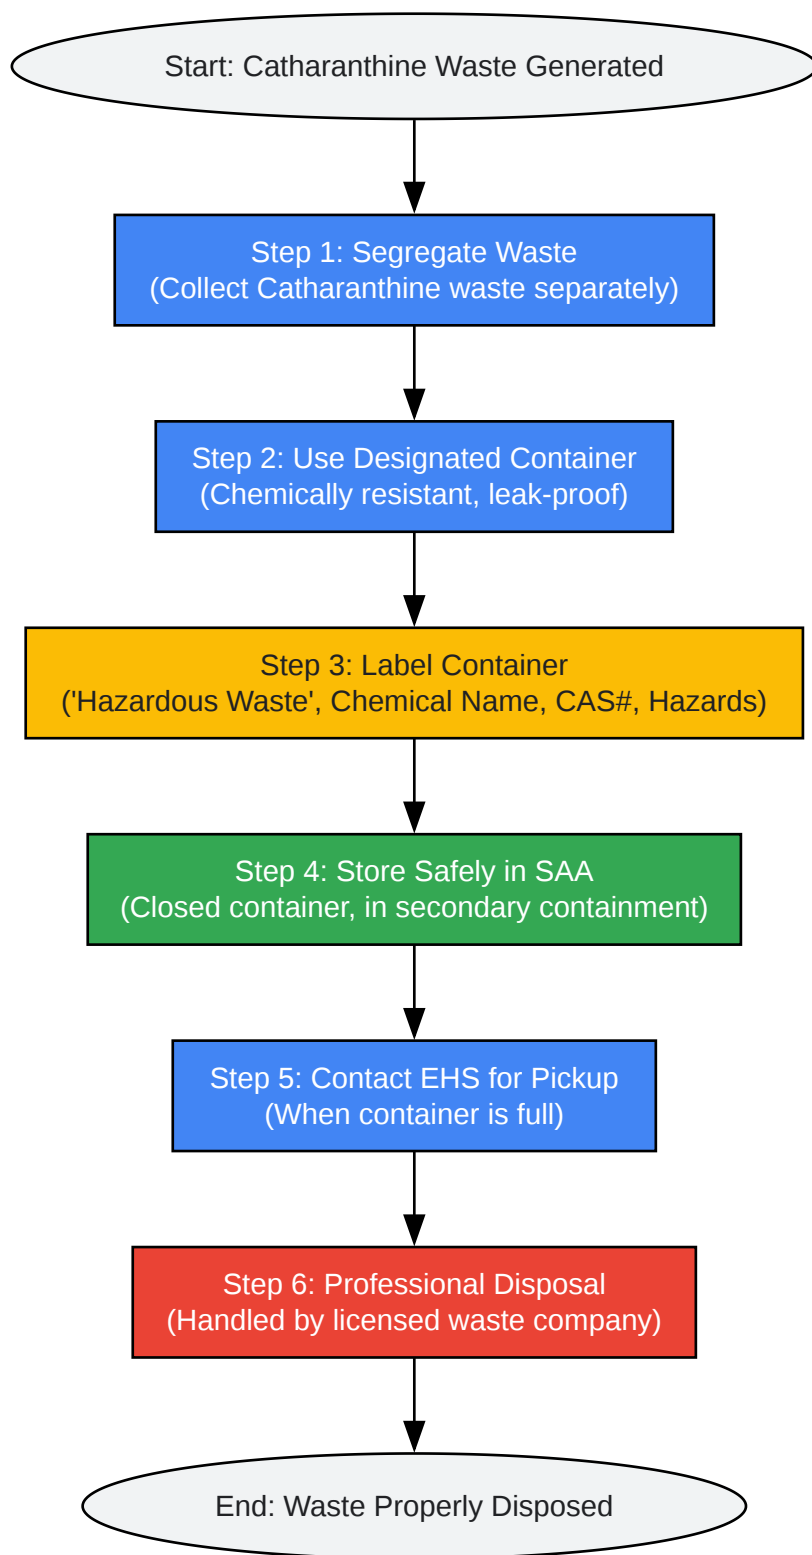 Start: Catharanthine Waste Generated
Step 1: Segregate Waste
(Collect Catharanthine waste separately)
Step 2: Use Designated Container
(Chemically resistant, leak-proof)
Step 3: Label Container
('Hazardous Waste', Chemical Name, CAS#, Hazards)
Step 4: Store Safely in SAA
(Closed container, in secondary containment)
Step 5: Contact EHS for Pickup
(When container is full)
Step 6: Professional Disposal
(Handled by licensed waste company)
End: Waste Properly Disposed